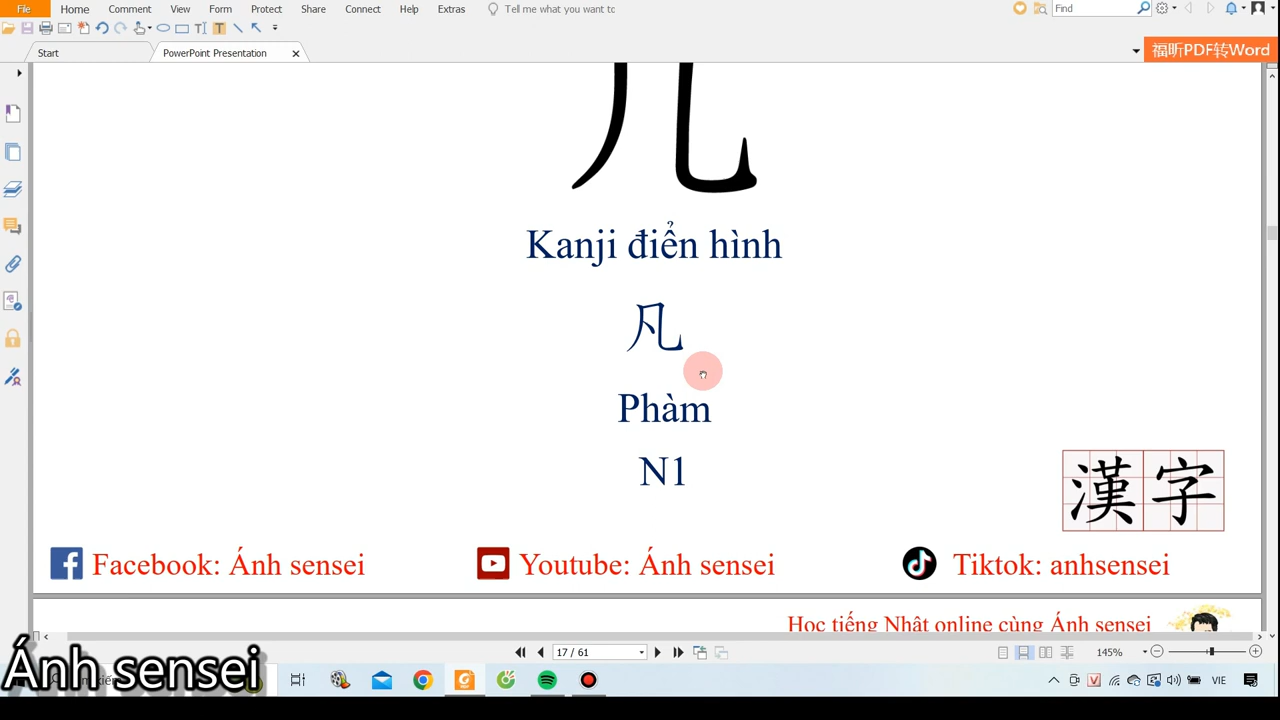 File Home Comment View Form Protect Share Connect Help Extras Tell me what you want to Find
Start PowerPoint Presentation 福昕PDF转Word
Kanji điển hình
凡
Phàm
N1
漢字
Facebook: Ánh sensei Youtube: Ánh sensei Tiktok: anhsensei
Học tiếng Nhật online cùng Ánh sensei
17 / 61 145%
Ánh sensei
VIE